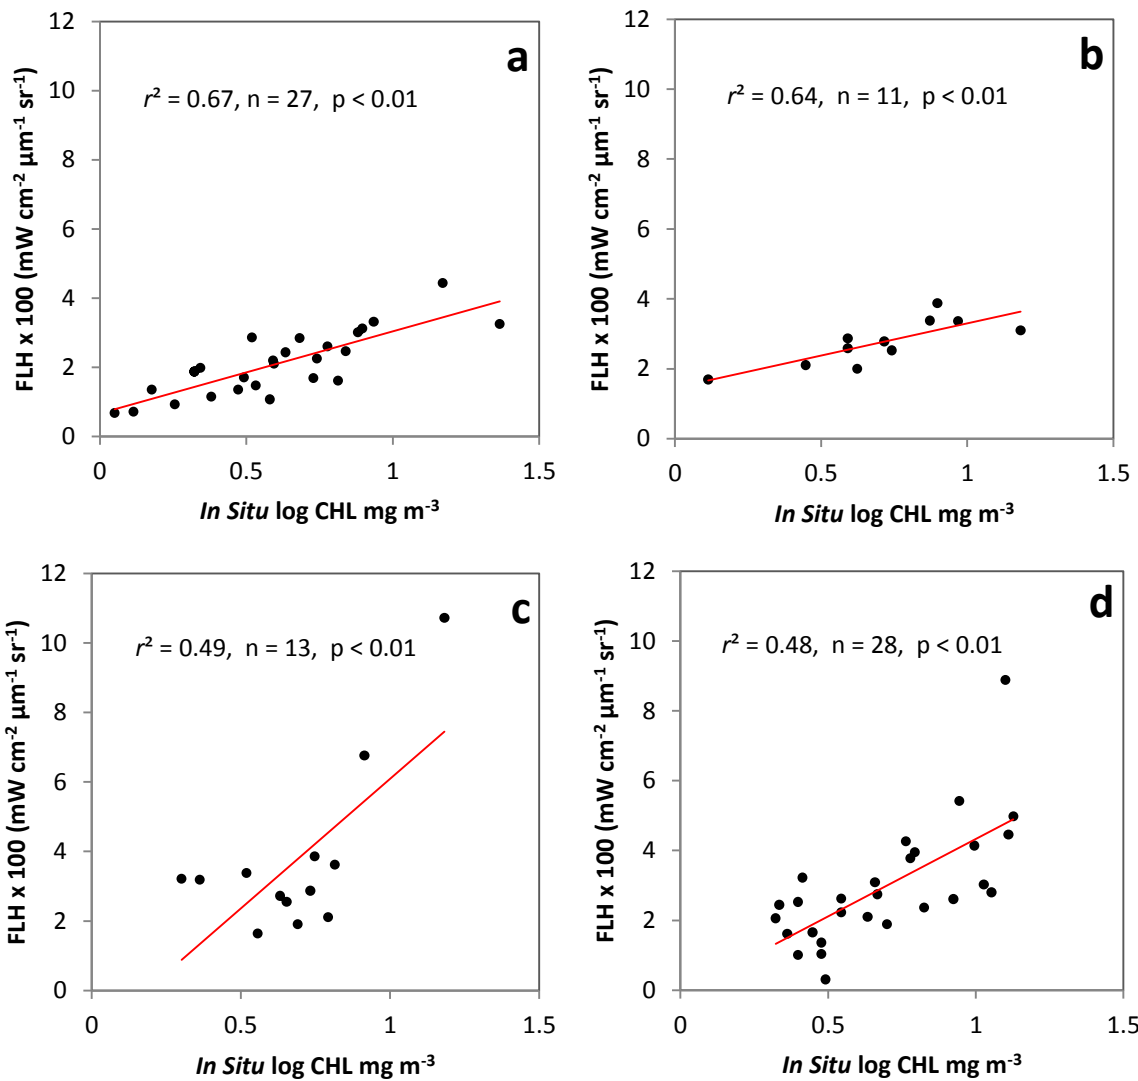 a
r² = 0.67, n = 27, p < 0.01
FLH x 100 (mW cm⁻² µm⁻¹ sr⁻¹)
12
10
8
6
4
2
0
0 0.5 1 1.5
In Situ log CHL mg m⁻³
b
r² = 0.64, n = 11, p < 0.01
FLH x 100 (mW cm⁻² µm⁻¹ sr⁻¹)
12
10
8
6
4
2
0
0 0.5 1 1.5
In Situ log CHL mg m⁻³
c
r² = 0.49, n = 13, p < 0.01
FLH x 100 (mW cm⁻² µm⁻¹ sr⁻¹)
12
10
8
6
4
2
0
0 0.5 1 1.5
In Situ log CHL mg m⁻³
d
r² = 0.48, n = 28, p < 0.01
FLH x 100 (mW cm⁻² µm⁻¹ sr⁻¹)
12
10
8
6
4
2
0
0 0.5 1 1.5
In Situ log CHL mg m⁻³